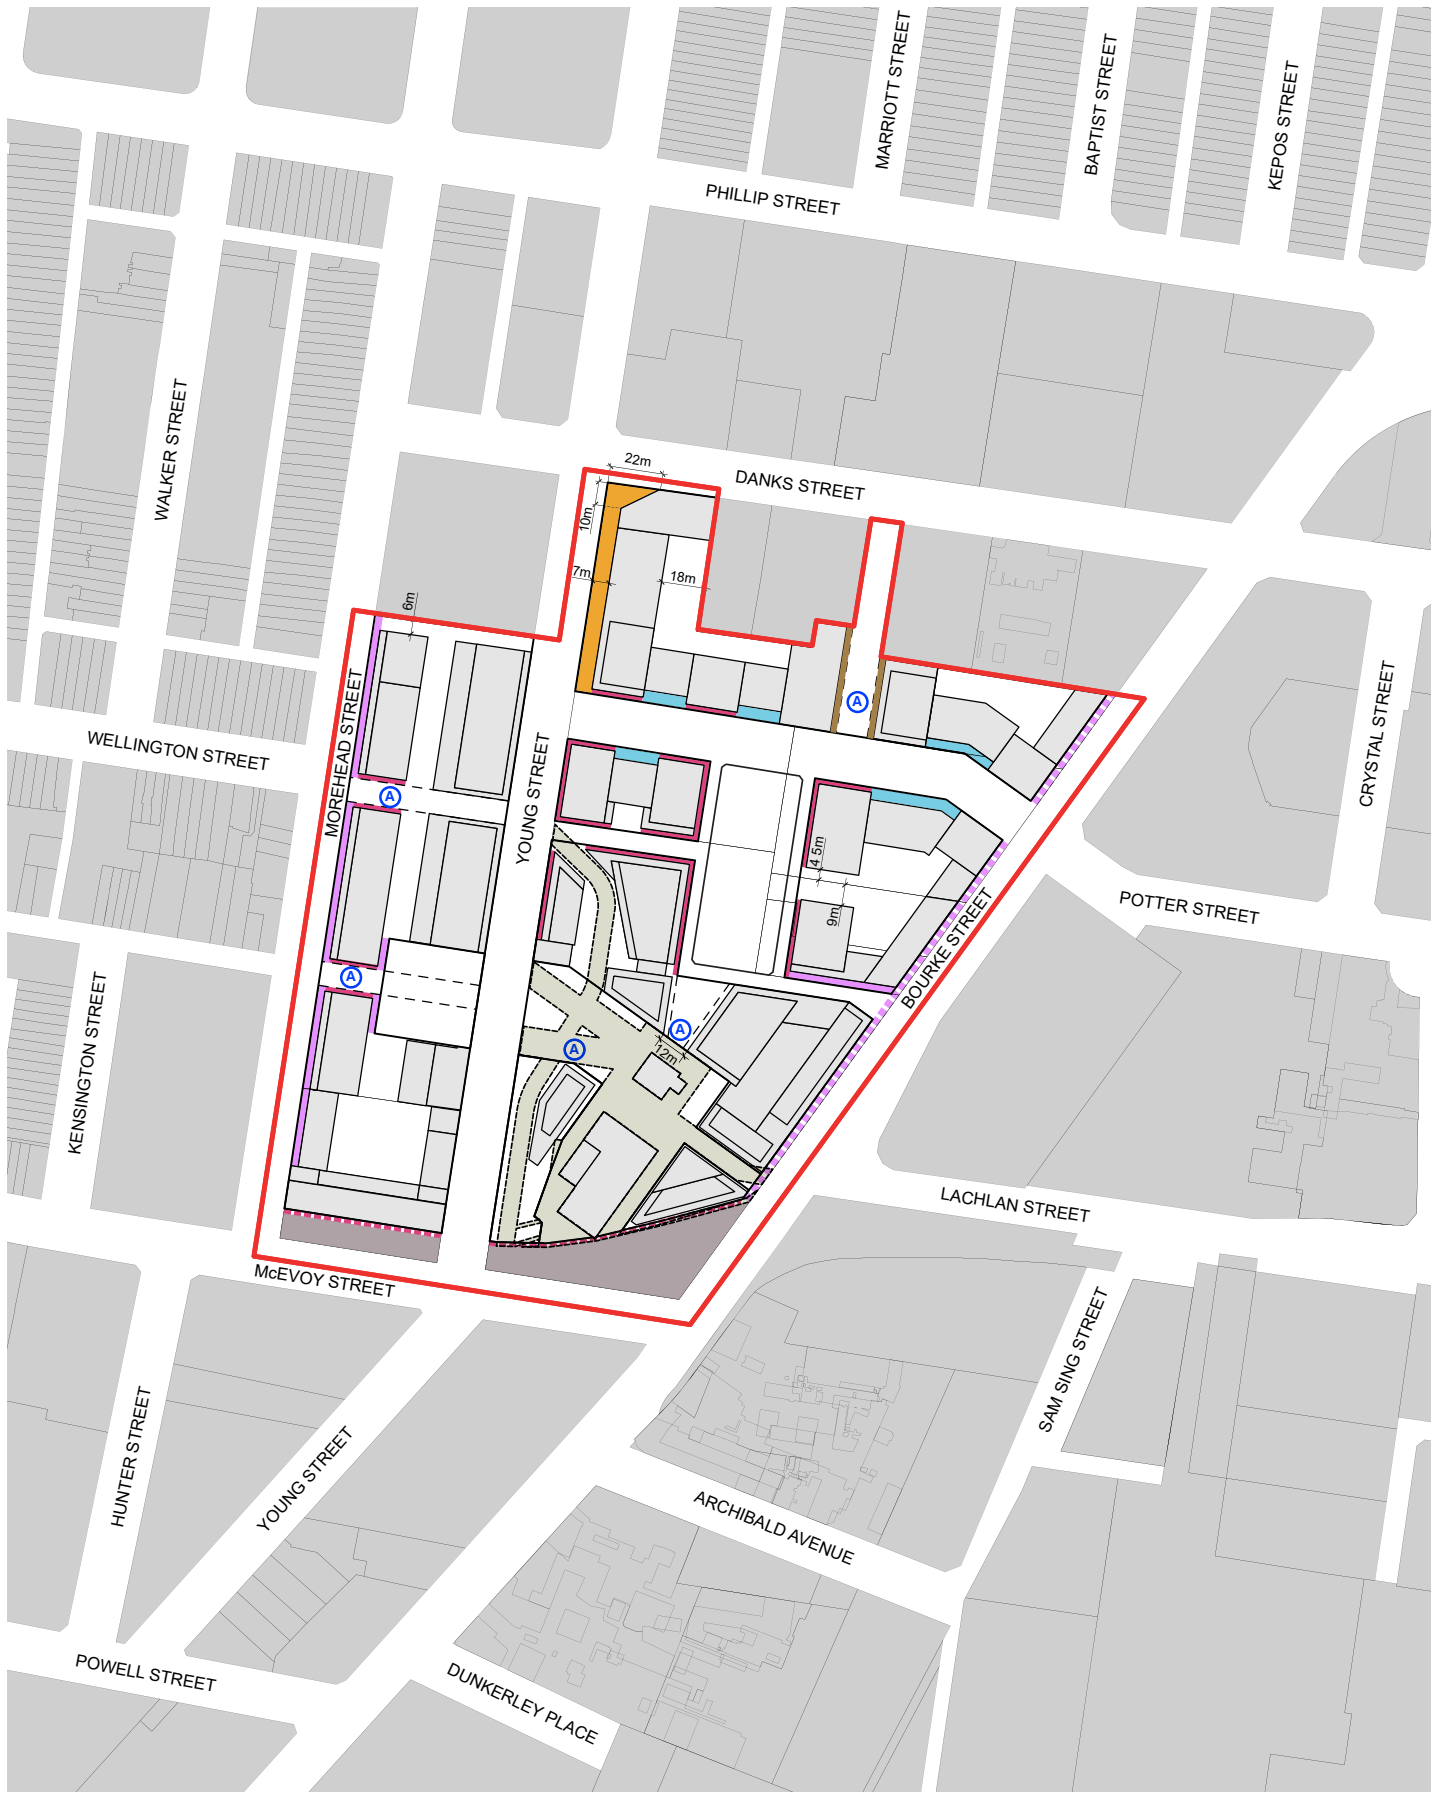 MARRIOTT STREET
BAPTIST STREET
KEPOS STREET
PHILLIP STREET
WALKER STREET
22m
DANKS STREET
10m
7m
18m
6m
MOREHEAD STREET
WELLINGTON STREET
A
YOUNG STREET
A
CRYSTAL STREET
4 5m
9m
POTTER STREET
BOURKE STREET
A
KENSINGTON STREET
A
A
12m
LACHLAN STREET
McEVOY STREET
SAM SING STREET
HUNTER STREET
YOUNG STREET
ARCHIBALD AVENUE
POWELL STREET
DUNKERLEY PLACE